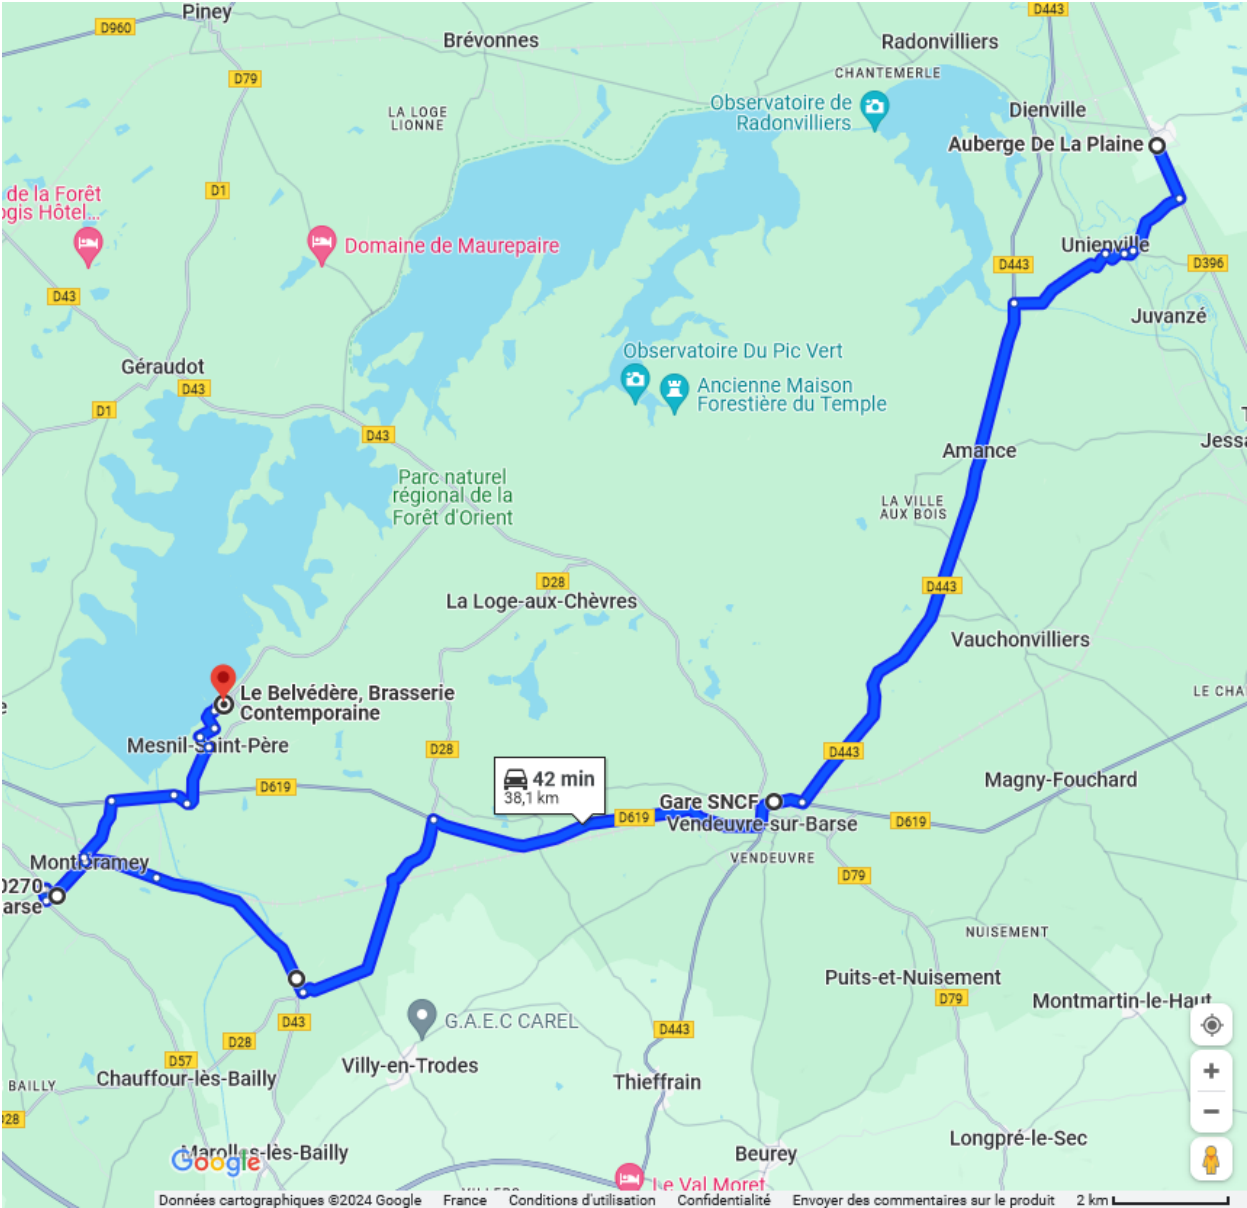 Piney
D443
D960
Brévonnes
Radonvilliers
CHANTEMERLE
D79
Observatoire de
Radonvilliers
Dienville
LA LOGE
LIONNE
Auberge De La Plaine
D1
de la Forêt
ogis Hôtel...
Domaine de Maurepaire
Unienville
D443
D396
D43
Juvanzé
Observatoire Du Pic Vert
Géraudot
D43
Ancienne Maison
Forestière du Temple
D1
D43
Jessa
Amance
Parc naturel
régional de la
Forêt d'Orient
LA VILLE
AUX BOIS
D28
D443
La Loge-aux-Chèvres
Vauchonvilliers
Le Belvédère, Brasserie
Contemporaine
LE CHA
Mesnil-Saint-Père
D28
D443
42 min
38,1 km
Magny-Fouchard
D619
Gare SNCF
D619
Vendeuvre-sur-Barse
D619
VENDEUVRE
Montiéramey
D79
0270
arse
NUISEMENT
Puits-et-Nuisement
D79
Montmartin-le-Haut
D43
G.A.E.C CAREL
D443
D28
D57
Villy-en-Trodes
Chauffour-lès-Bailly
Thieffrain
BAILLY
D28
Longpré-le-Sec
Marolles-lès-Bailly
Google
Beurey
Le Val Moret
VILLERS
Données cartographiques ©2024 Google France Conditions d'utilisation Confidentialité Envoyer des commentaires sur le produit 2 km